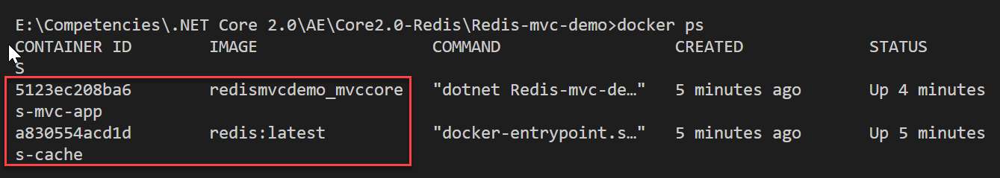 E:\Competencies\.NET Core 2.0\AE\Core2.0-Redis\Redis-mvc-demo>docker ps
CONTAINER ID IMAGE COMMAND CREATED STATUS
S
5123ec208ba6 redismvcdemo_mvccore "dotnet Redis-mvc-de…" 5 minutes ago Up 4 minutes
s-mvc-app
a830554acd1d redis:latest "docker-entrypoint.s…" 5 minutes ago Up 5 minutes
s-cache